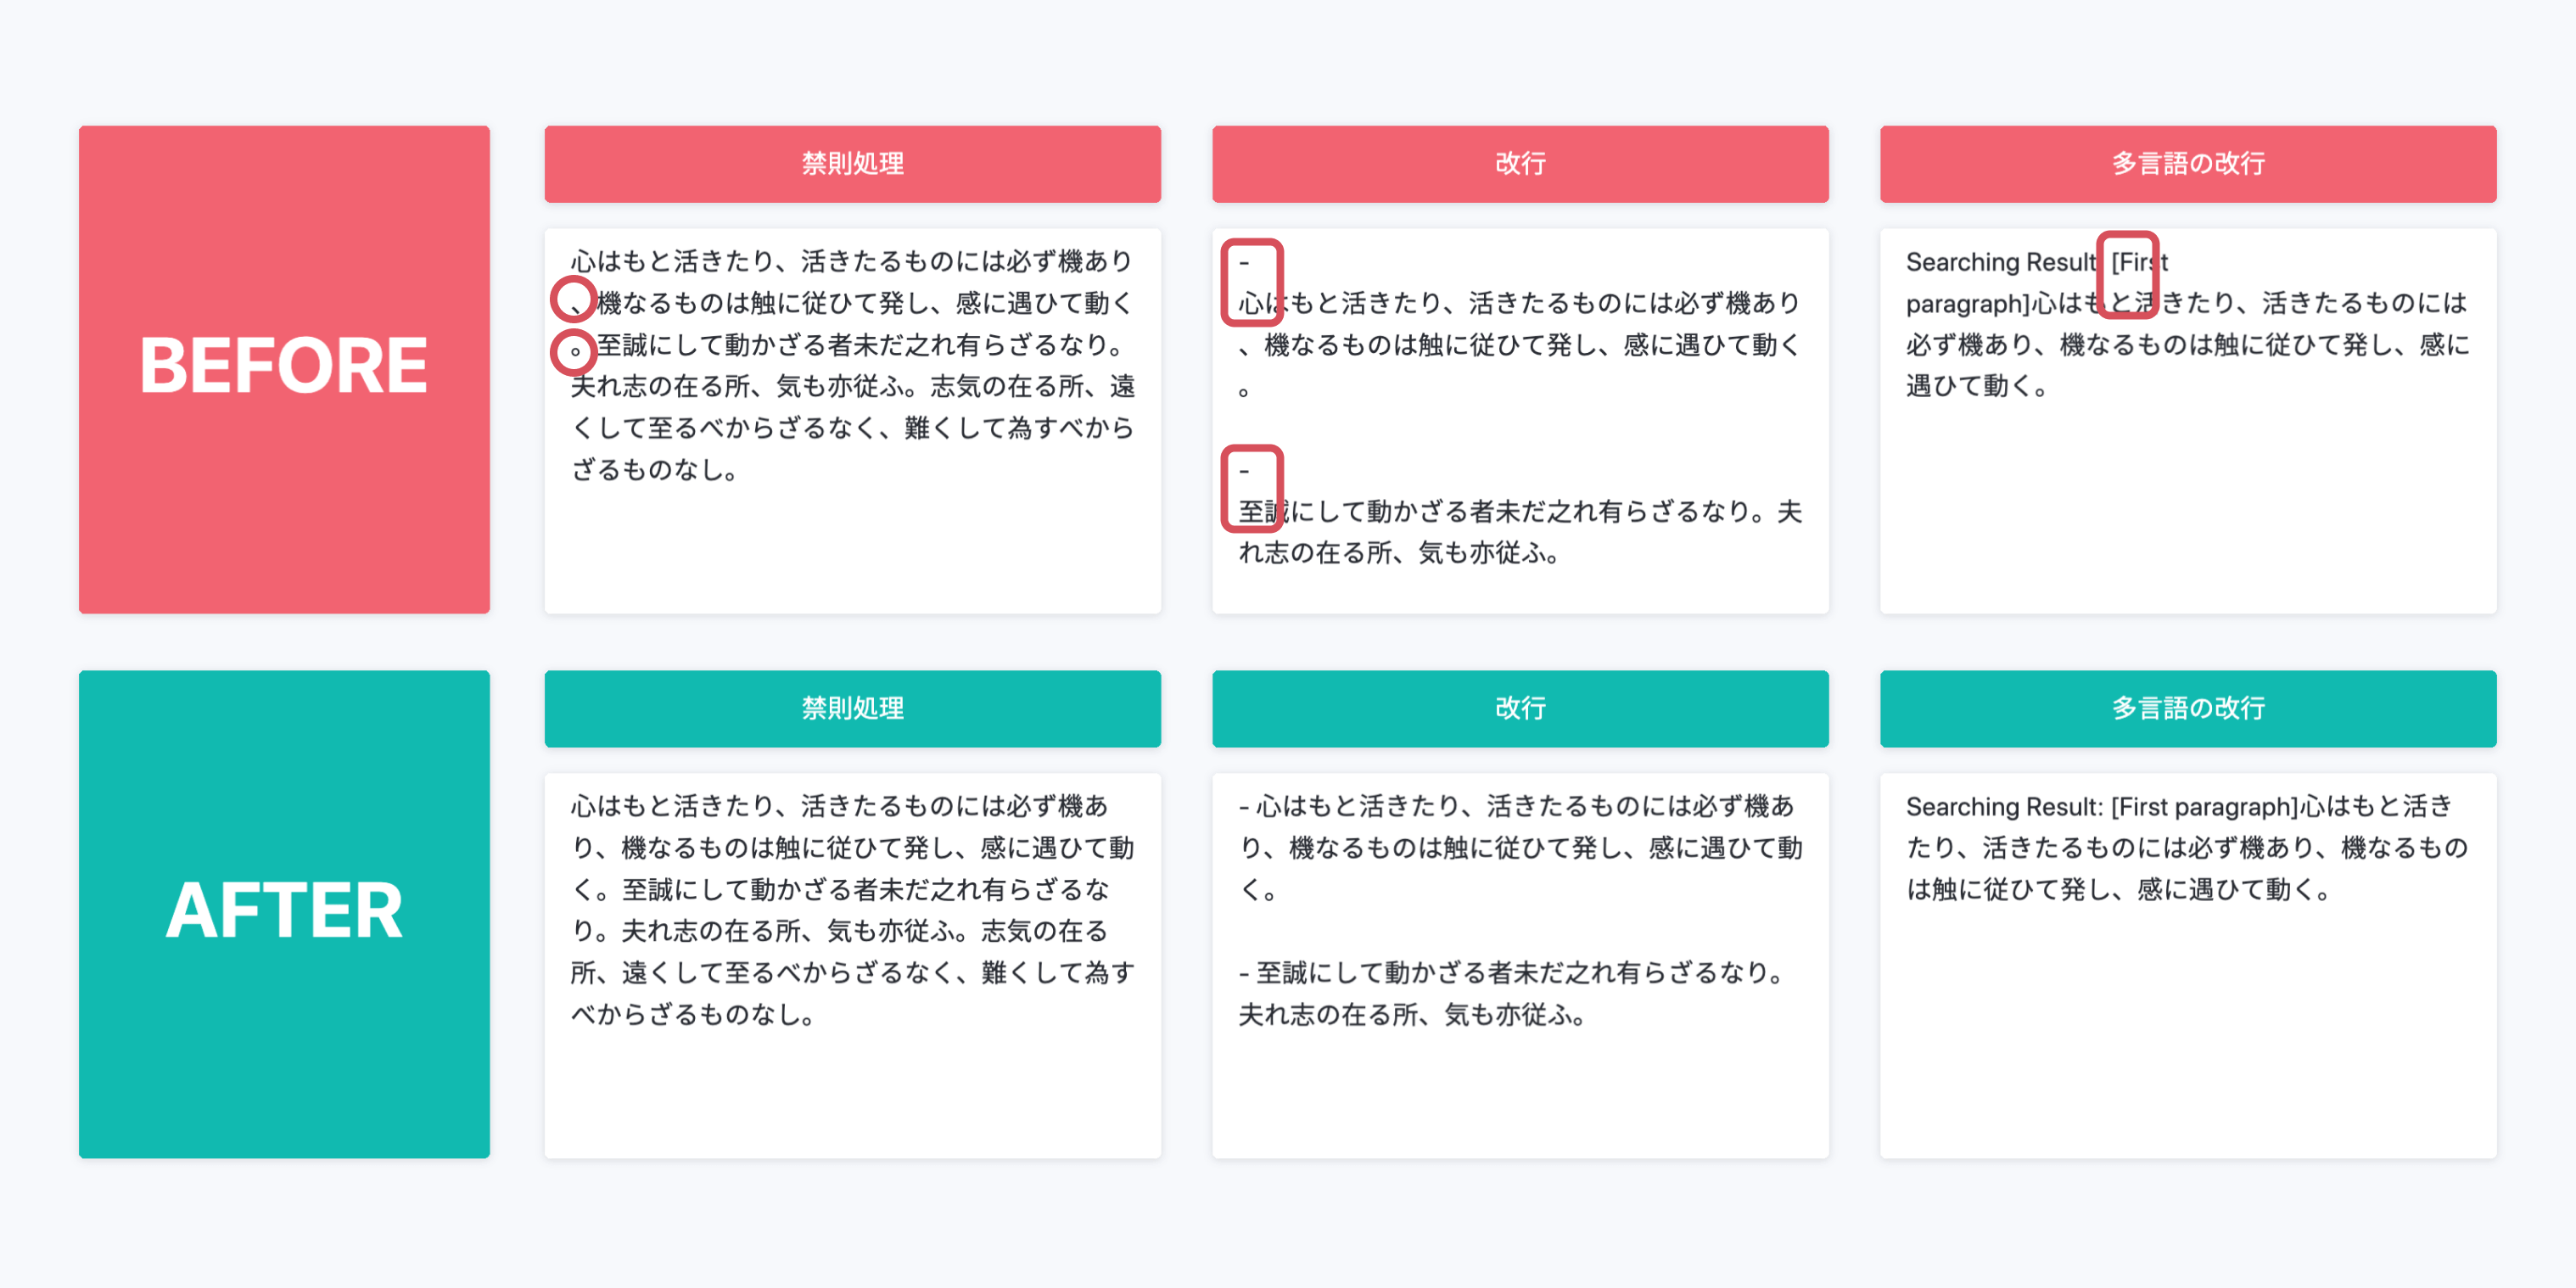 BEFORE
禁則処理
心はもと活きたり、活きたるものには必ず機あり
、機なるものは触に従ひて発し、感に遇ひて動く
。至誠にして動かざる者未だ之れ有らざるなり。
夫れ志の在る所、気も亦従ふ。志気の在る所、遠
くして至るべからざるなく、難くして為すべから
ざるものなし。
改行
-
心はもと活きたり、活きたるものには必ず機あり
、機なるものは触に従ひて発し、感に遇ひて動く
。
-
至誠にして動かざる者未だ之れ有らざるなり。夫
れ志の在る所、気も亦従ふ。
多言語の改行
Searching Result: [First
paragraph]心はもと活きたり、活きたるものには
必ず機あり、機なるものは触に従ひて発し、感に
遇ひて動く。
AFTER
禁則処理
心はもと活きたり、活きたるものには必ず機あ
り、機なるものは触に従ひて発し、感に遇ひて動
く。至誠にして動かざる者未だ之れ有らざるな
り。夫れ志の在る所、気も亦従ふ。志気の在る
所、遠くして至るべからざるなく、難くして為す
べからざるものなし。
改行
- 心はもと活きたり、活きたるものには必ず機あ
り、機なるものは触に従ひて発し、感に遇ひて動
く。
- 至誠にして動かざる者未だ之れ有らざるなり。
夫れ志の在る所、気も亦従ふ。
多言語の改行
Searching Result: [First paragraph]心はもと活き
たり、活きたるものには必ず機あり、機なるもの
は触に従ひて発し、感に遇ひて動く。